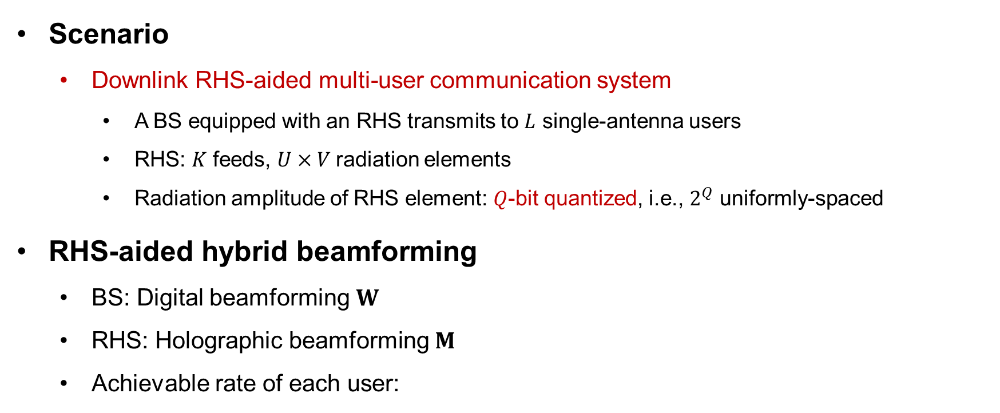 • Scenario
• Downlink RHS-aided multi-user communication system
• A BS equipped with an RHS transmits to L single-antenna users
• RHS: K feeds, U × V radiation elements
• Radiation amplitude of RHS element: Q-bit quantized, i.e., 2^Q uniformly-spaced
• RHS-aided hybrid beamforming
• BS: Digital beamforming W
• RHS: Holographic beamforming M
• Achievable rate of each user: